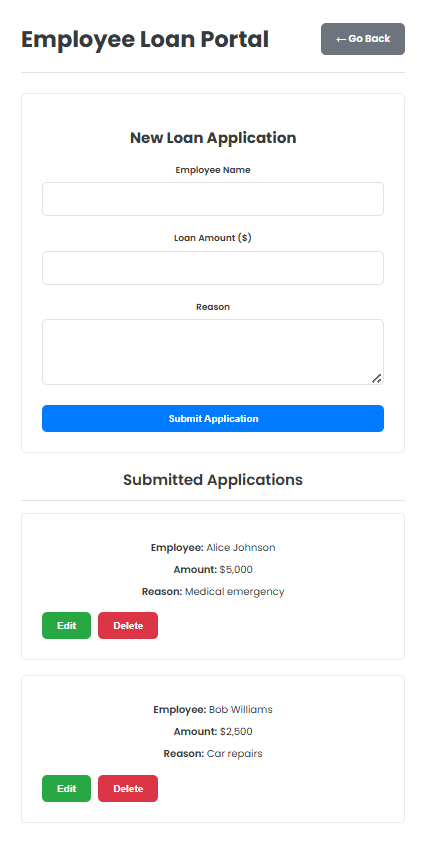 Employee Loan Portal
← Go Back
New Loan Application
Employee Name
Loan Amount ($)
Reason
Submit Application
Submitted Applications
Employee: Alice Johnson
Amount: $5,000
Reason: Medical emergency
Edit Delete
Employee: Bob Williams
Amount: $2,500
Reason: Car repairs
Edit Delete